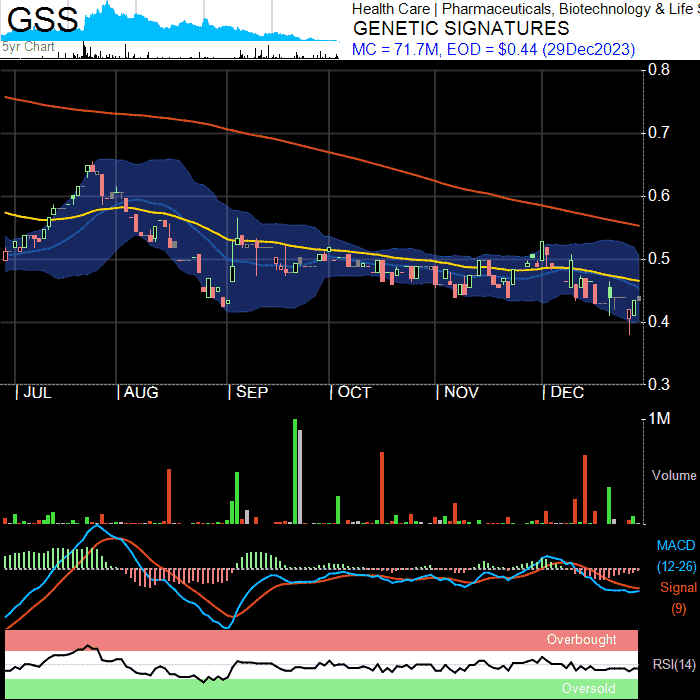 GSS
5yr Chart
Health Care | Pharmaceuticals, Biotechnology & Life S
GENETIC SIGNATURES
MC = 71.7M, EOD = $0.44 (29Dec2023)
0.8
0.7
0.6
0.5
0.4
0.3
JUL AUG SEP OCT NOV DEC
1M
Volume
MACD
(12-26)
Signal
(9)
Overbought
RSI(14)
Oversold